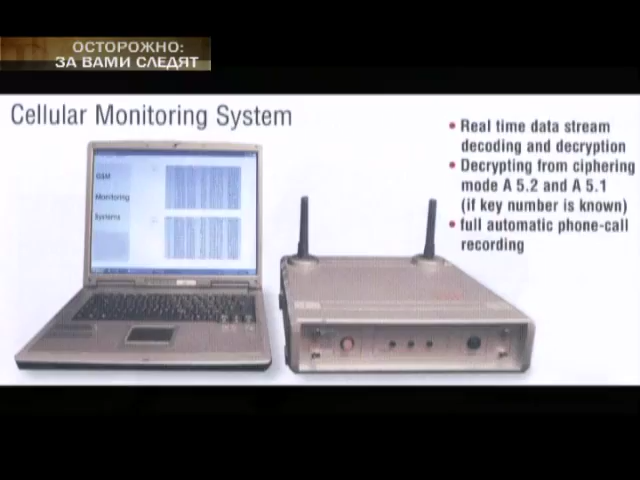 ОСТОРОЖНО:
ЗА ВАМИ СЛЕДЯТ
Cellular Monitoring System
• Real time data stream
decoding and decryption
• Decrypting from ciphering
mode A 5.2 and A 5.1
(if key number is known)
• full automatic phone-call
recording
GSM
Monitoring
Systems